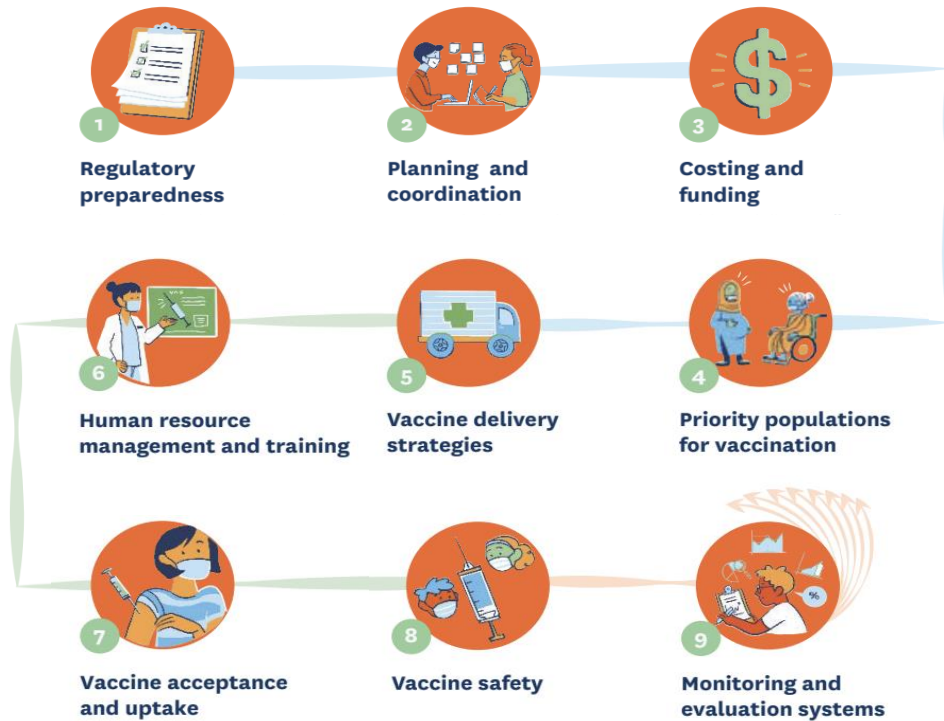 1
Regulatory
preparedness
2
Planning and
coordination
3
Costing and
funding
4
Priority populations
for vaccination
5
Vaccine delivery
strategies
6
Human resource
management and training
7
Vaccine acceptance
and uptake
8
Vaccine safety
9
%
Monitoring and
evaluation systems